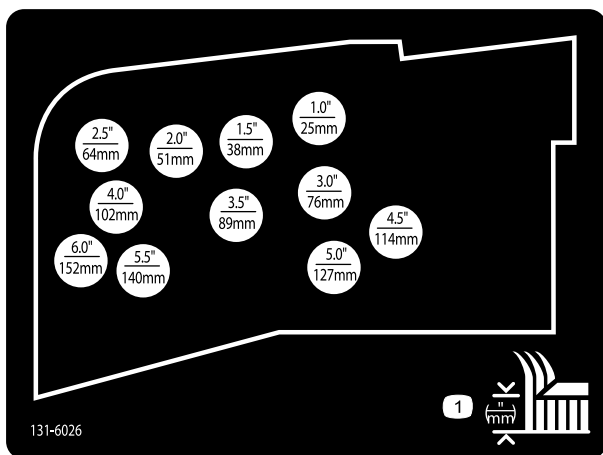 1.0"
25mm
1.5"
38mm
2.0"
51mm
2.5"
64mm
3.0"
76mm
4.0"
102mm
3.5"
89mm
4.5"
114mm
6.0"
152mm
5.5"
140mm
5.0"
127mm
1
"
(mm)
131-6026